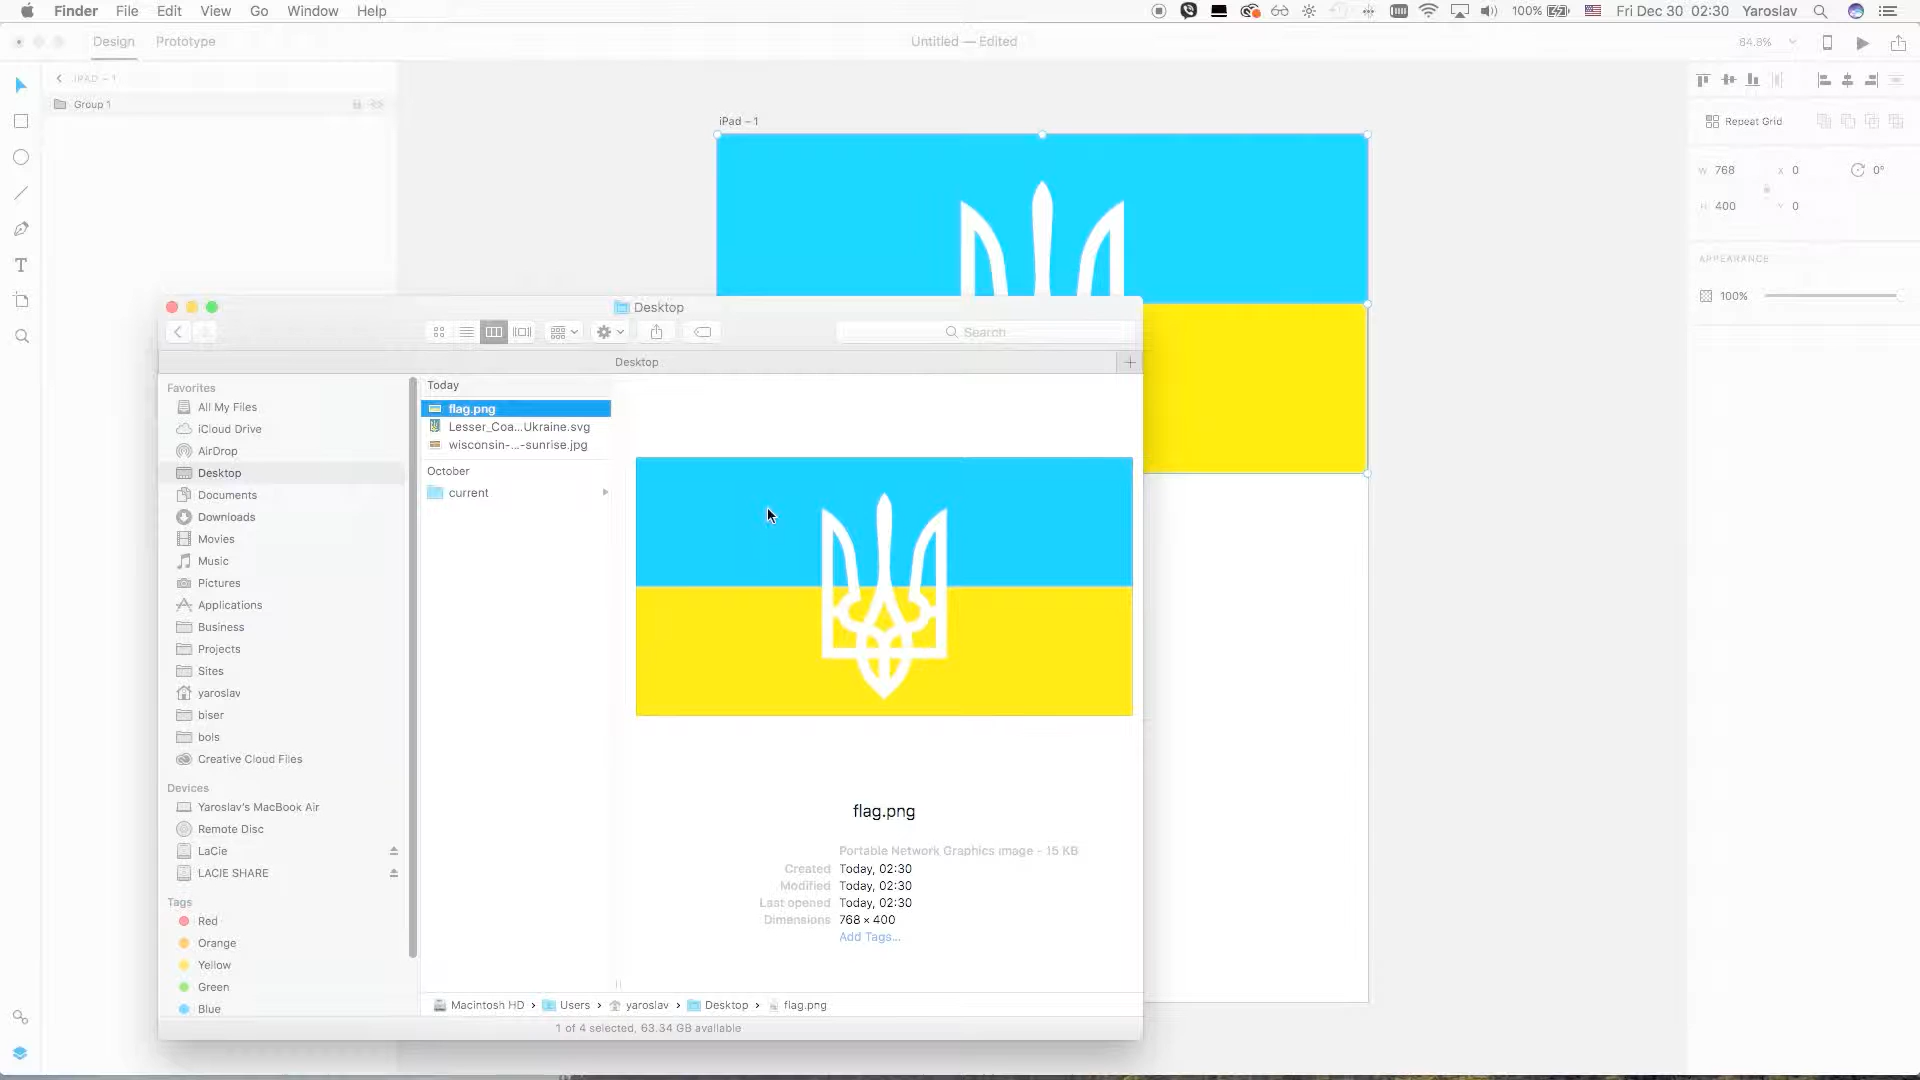 Finder File Edit View Go Window Help 100% Fri Dec 30 02:30 Yaroslav
Design Prototype Untitled — Edited 64.8%
IPAD – 1
Group 1
iPad – 1
Repeat Grid
W 768 X 0 0°
H 400 Y 0
APPEARANCE
100%
Desktop
Search
Desktop
Favorites
All My Files
iCloud Drive
AirDrop
Desktop
Documents
Downloads
Movies
Music
Pictures
Applications
Business
Projects
Sites
yaroslav
biser
bols
Creative Cloud Files
Devices
Yaroslav's MacBook Air
Remote Disc
LaCie
LACIE SHARE
Tags
Red
Orange
Yellow
Green
Blue
Today
flag.png
Lesser_Coa...Ukraine.svg
wisconsin-...-sunrise.jpg
October
current
flag.png
Portable Network Graphics image - 15 KB
Created Today, 02:30
Modified Today, 02:30
Last opened Today, 02:30
Dimensions 768 × 400
Add Tags...
Macintosh HD › Users › yaroslav › Desktop › flag.png
1 of 4 selected, 63.34 GB available